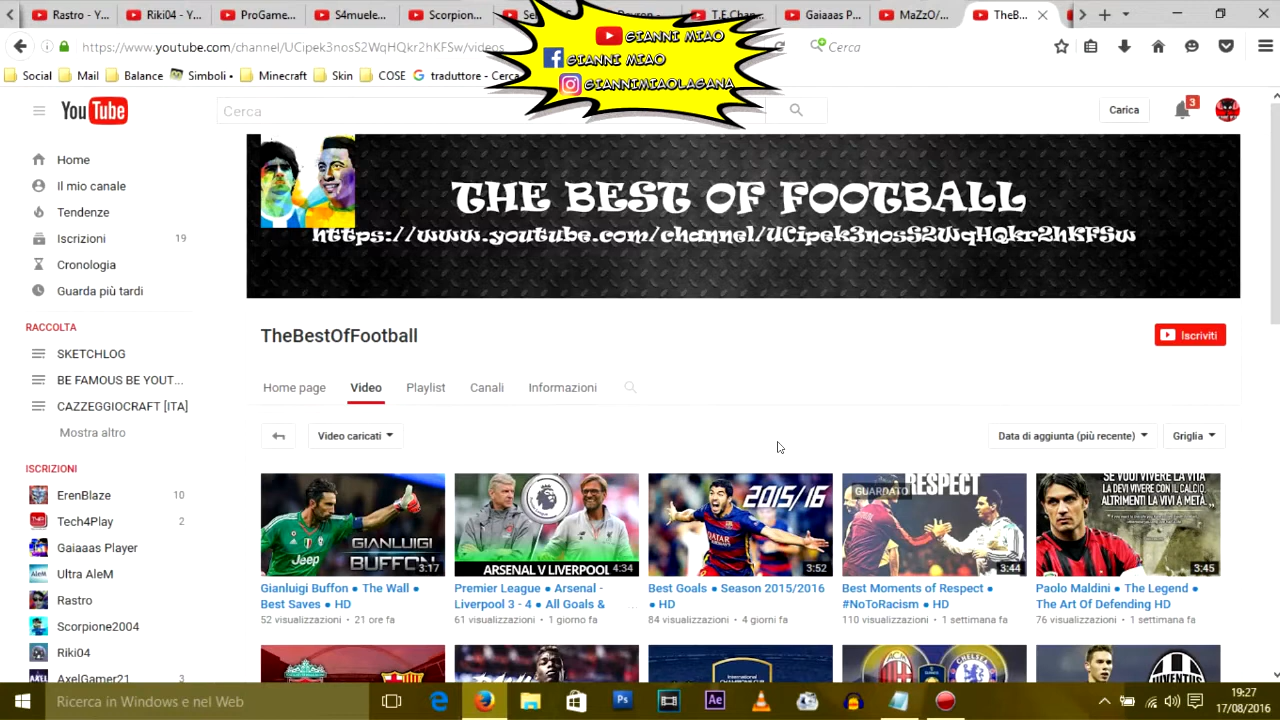 Rastro - Y...
Riki04 - Y...
ProGame...
S4muele...
Scorpion...
T.E.Cha...
Gaiaaas P...
MaZzO/...
TheB...
GIANNI MIAO
GIANNI MIAO
GIANNIMIAOLAGANA
https://www.youtube.com/channel/UCipek3nosS2WqHQkr2hKFSw/videos
Cerca
Social
Mail
Balance
Simboli
Minecraft
Skin
COSE
traduttore - Cerca
YouTube
Cerca
Carica
3
Home
Il mio canale
Tendenze
Iscrizioni 19
Cronologia
Guarda più tardi
RACCOLTA
SKETCHLOG
BE FAMOUS BE YOUT...
CAZZEGGIOCRAFT [ITA]
Mostra altro
ISCRIZIONI
ErenBlaze 10
Tech4Play 2
Gaiaaas Player
Ultra AleM
Rastro
Scorpione2004
Riki04
AxelGamer21 3
THE BEST OF FOOTBALL
https://www.youtube.com/channel/UCipek3nosS2WqHQkr2hKFSw
TheBestOfFootball
Iscriviti
Home page Video Playlist Canali Informazioni
Video caricati
Data di aggiunta (più recente)
Griglia
Jeep
GIANLUIGI
BUFFON
3:17
Gianluigi Buffon ● The Wall ●
Best Saves ● HD
52 visualizzazioni • 21 ore fa
ARSENAL V LIVERPOOL
4:34
Premier League ● Arsenal -
Liverpool 3 - 4 ● All Goals &
61 visualizzazioni • 1 giorno fa
2015/16
3:52
Best Goals ● Season 2015/2016
● HD
84 visualizzazioni • 4 giorni fa
RESPECT
GUARDATO
3:44
Best Moments of Respect ●
#NoToRacism ● HD
110 visualizzazioni • 1 settimana fa
SE VUOI VIVERE LA VITA
LA DEVI VIVERE CON IL CALCIO.
ALTRIMENTI LA VIVI A META.
3:45
Paolo Maldini ● The Legend ●
The Art Of Defending HD
76 visualizzazioni • 1 settimana fa
CHELSEA
JUVENTUS
Ricerca in Windows e nel Web
Ps
Ae
19:27
17/08/2016